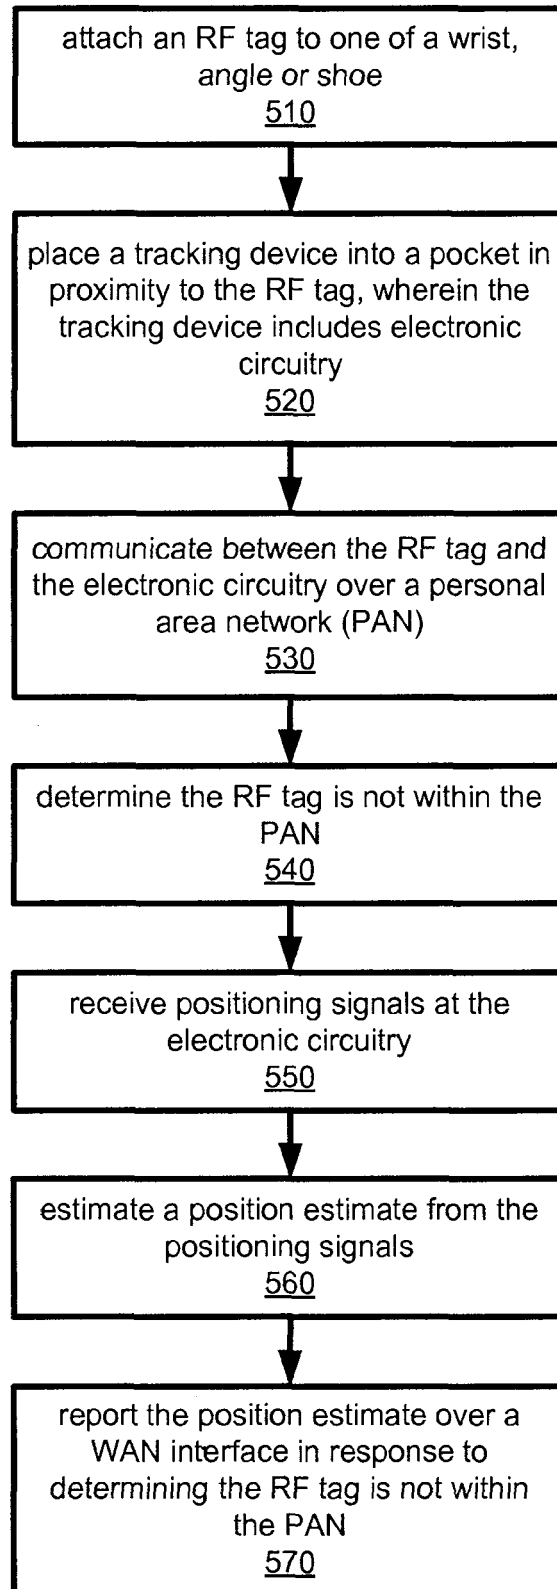 attach an RF tag to one of a wrist,
angle or shoe
510
place a tracking device into a pocket in
proximity to the RF tag, wherein the
tracking device includes electronic
circuitry
520
communicate between the RF tag and
the electronic circuitry over a personal
area network (PAN)
530
determine the RF tag is not within the
PAN
540
receive positioning signals at the
electronic circuitry
550
estimate a position estimate from the
positioning signals
560
report the position estimate over a
WAN interface in response to
determining the RF tag is not within
the PAN
570